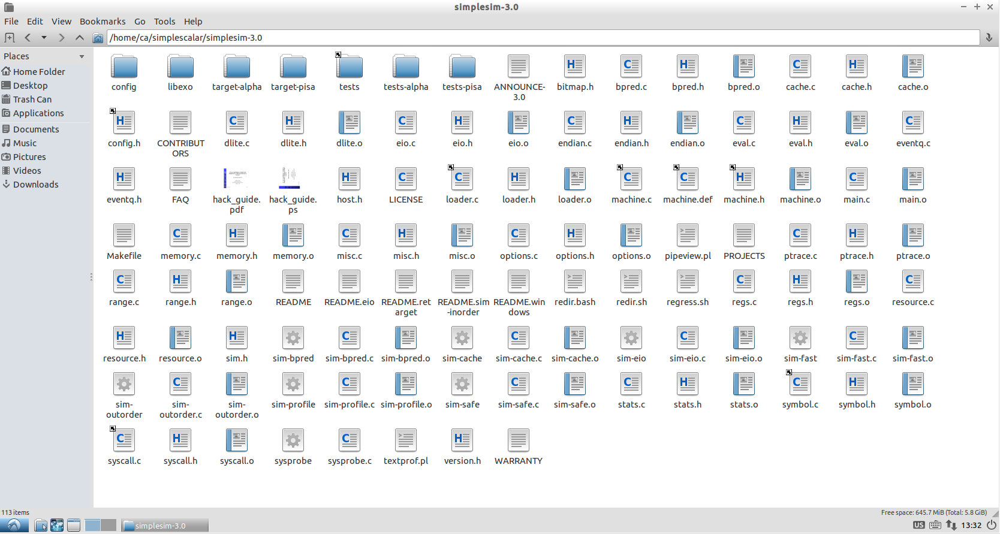 simplesim-3.0
File Edit View Bookmarks Go Tools Help
/home/ca/simplescalar/simplesim-3.0
Places
Home Folder
Desktop
Trash Can
Applications
Documents
Music
Pictures
Videos
Downloads
config libexo target-alpha target-pisa tests tests-alpha tests-pisa ANNOUNCE-3.0 bitmap.h bpred.c bpred.h bpred.o cache.c cache.h cache.o
config.h CONTRIBUTORS dlite.c dlite.h dlite.o eio.c eio.h eio.o endian.c endian.h endian.o eval.c eval.h eval.o eventq.c
eventq.h FAQ hack_guide.pdf hack_guide.ps host.h LICENSE loader.c loader.h loader.o machine.c machine.def machine.h machine.o main.c main.o
Makefile memory.c memory.h memory.o misc.c misc.h misc.o options.c options.h options.o pipeview.pl PROJECTS ptrace.c ptrace.h ptrace.o
range.c range.h range.o README README.eio README.retarget README.sim-inorder README.windows redir.bash redir.sh regress.sh regs.c regs.h regs.o resource.c
resource.h resource.o sim.h sim-bpred sim-bpred.c sim-bpred.o sim-cache sim-cache.c sim-cache.o sim-eio sim-eio.c sim-eio.o sim-fast sim-fast.c sim-fast.o
sim-outorder sim-outorder.c sim-outorder.o sim-profile sim-profile.c sim-profile.o sim-safe sim-safe.c sim-safe.o stats.c stats.h stats.o symbol.c symbol.h symbol.o
syscall.c syscall.h syscall.o sysprobe sysprobe.c textprof.pl version.h WARRANTY
113 items
Free space: 645.7 MiB (Total: 5.8 GiB)
simplesim-3.0
US
13:32